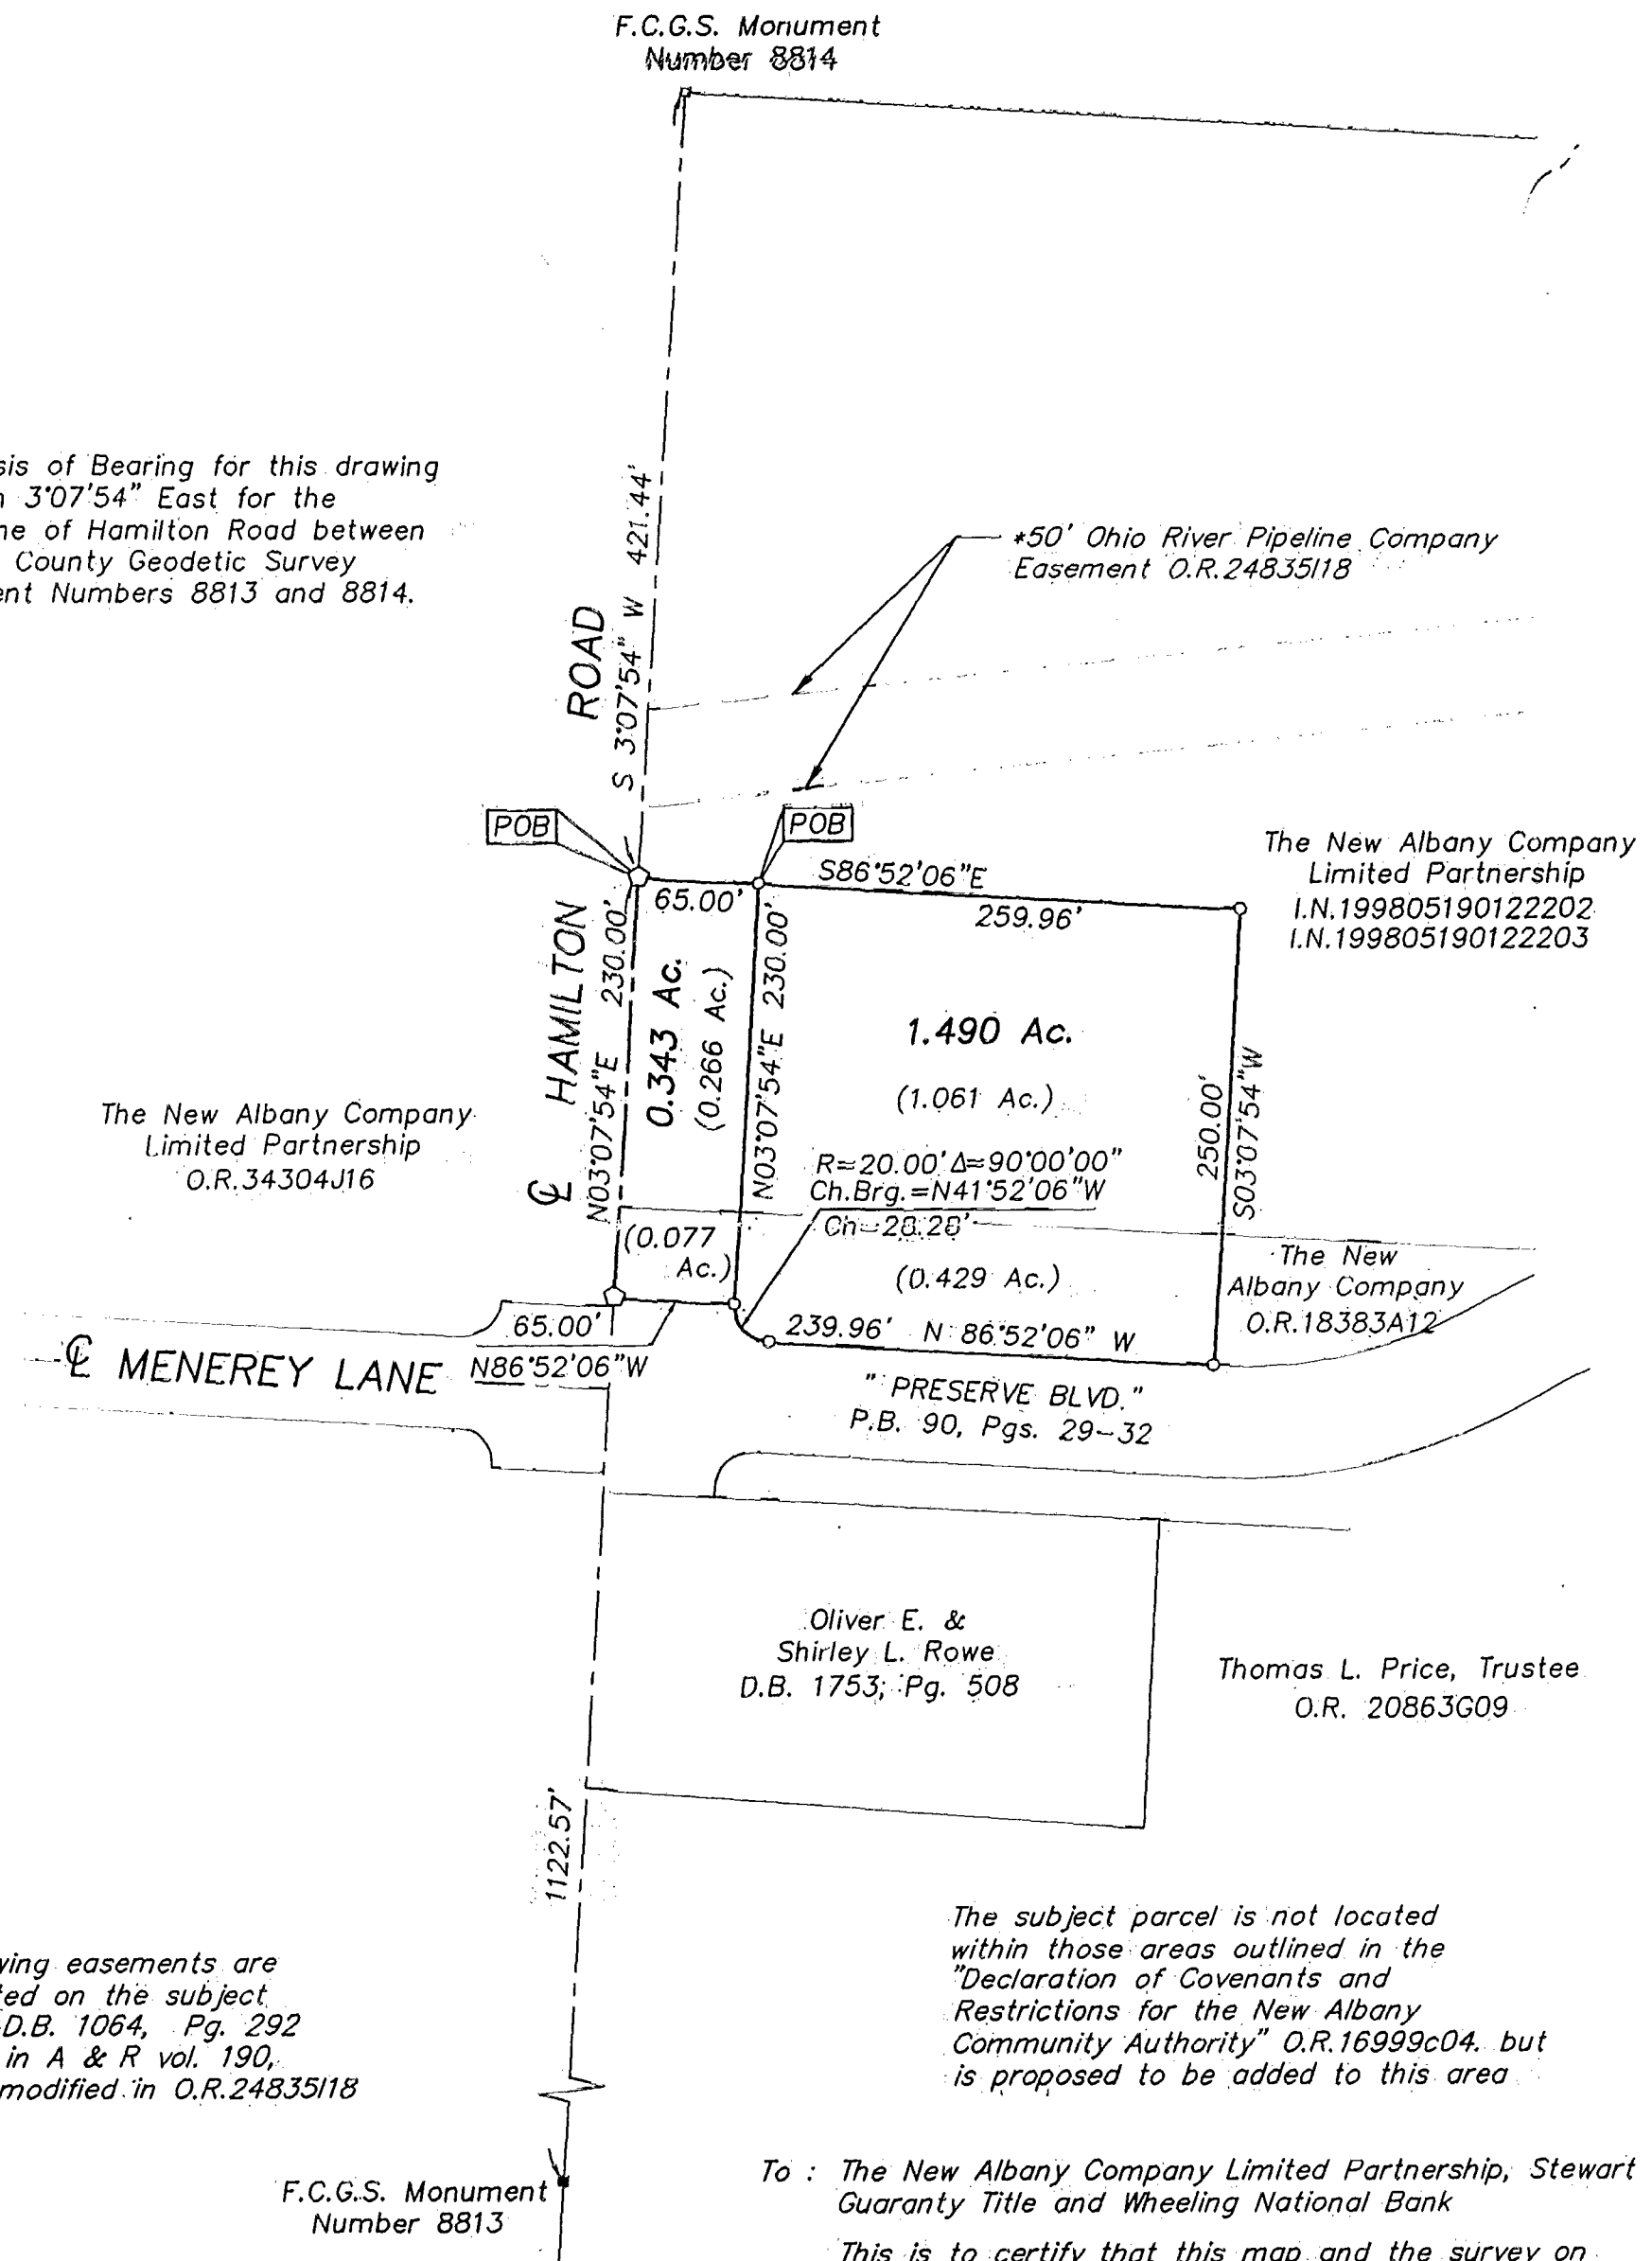 F.C.G.S. Monument
Number 8814
sis of Bearing for this drawing
3°07'54" East for the
of Hamilton Road between
County Geodetic Survey
Numbers 8813 and 8814.
S 3°07'54" W 421.44'
ROAD
*50' Ohio River Pipeline Company
Easement O.R.24835I18
POB
POB
S86°52'06"E
65.00'
259.96'
The New Albany Company
Limited Partnership
I.N.199805190122202
I.N.199805190122203
HAMILTON
N03°07'54"E 230.00'
0.343 Ac.
(0.266 Ac.)
N03°07'54"E 230.00'
1.490 Ac.
(1.061 Ac.)
250.00'
S03°07'54"W
The New Albany Company
Limited Partnership
O.R.34304J16
R=20.00' Δ=90°00'00"
Ch.Brg.=N41°52'06"W
Ch=28.28'
℄
(0.077
Ac.)
(0.429 Ac.)
The New
Albany Company
O.R.18383A12
65.00'
239.96' N 86°52'06" W
℄ MENEREY LANE
N86°52'06"W
"PRESERVE BLVD."
P.B. 90, Pgs. 29-32
Oliver E. &
Shirley L. Rowe
D.B. 1753; Pg. 508
Thomas L. Price, Trustee
O.R. 20863G09
1122.57'
The subject parcel is not located
within those areas outlined in the
"Declaration of Covenants and
Restrictions for the New Albany
Community Authority" O.R.16999c04. but
is proposed to be added to this area
wing easements are
ted on the subject
D.B. 1064, Pg. 292
in A & R vol. 190,
modified in O.R.24835I18
F.C.G.S. Monument
Number 8813
To : The New Albany Company Limited Partnership, Stewart
Guaranty Title and Wheeling National Bank
This is to certify that this map and the survey on